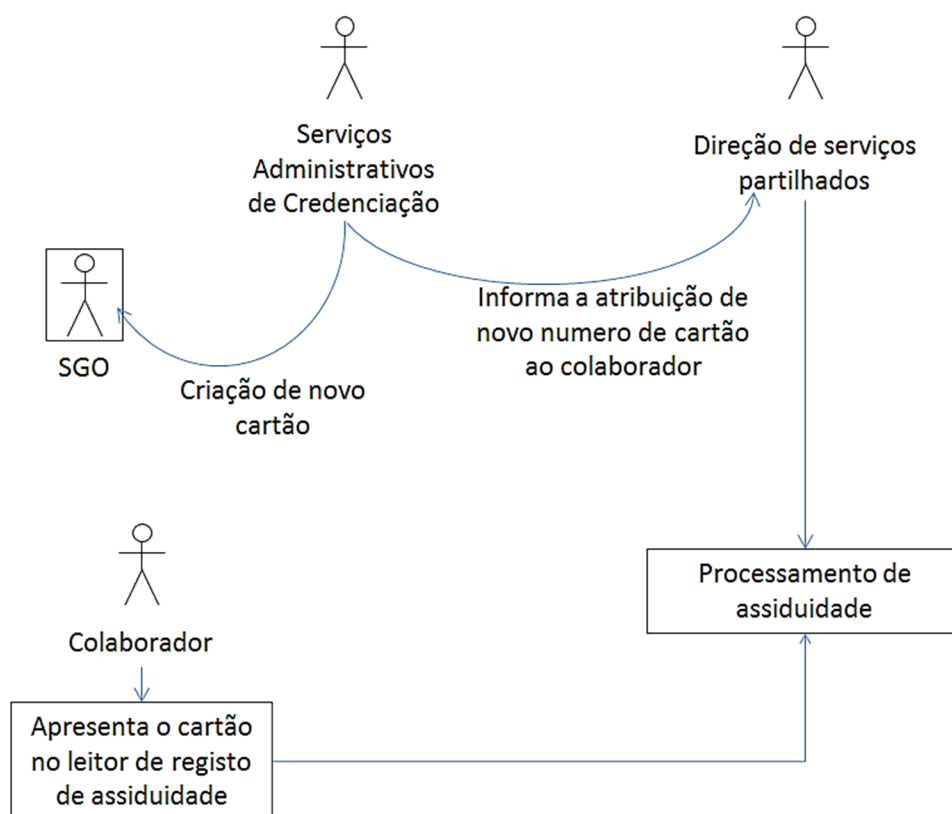 Serviços
Administrativos
de Credenciação
Direção de serviços
partilhados
SGO
Criação de novo
cartão
Informa a atribuição de
novo numero de cartão
ao colaborador
Colaborador
Apresenta o cartão
no leitor de registo
de assiduidade
Processamento de
assiduidade